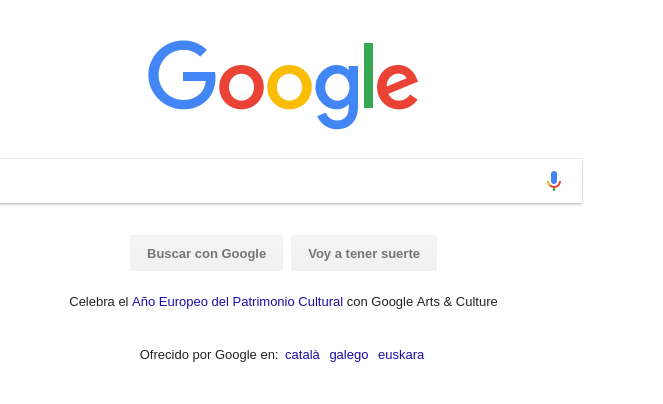 Google
Buscar con Google Voy a tener suerte
Celebra el Año Europeo del Patrimonio Cultural con Google Arts & Culture
Ofrecido por Google en: català galego euskara